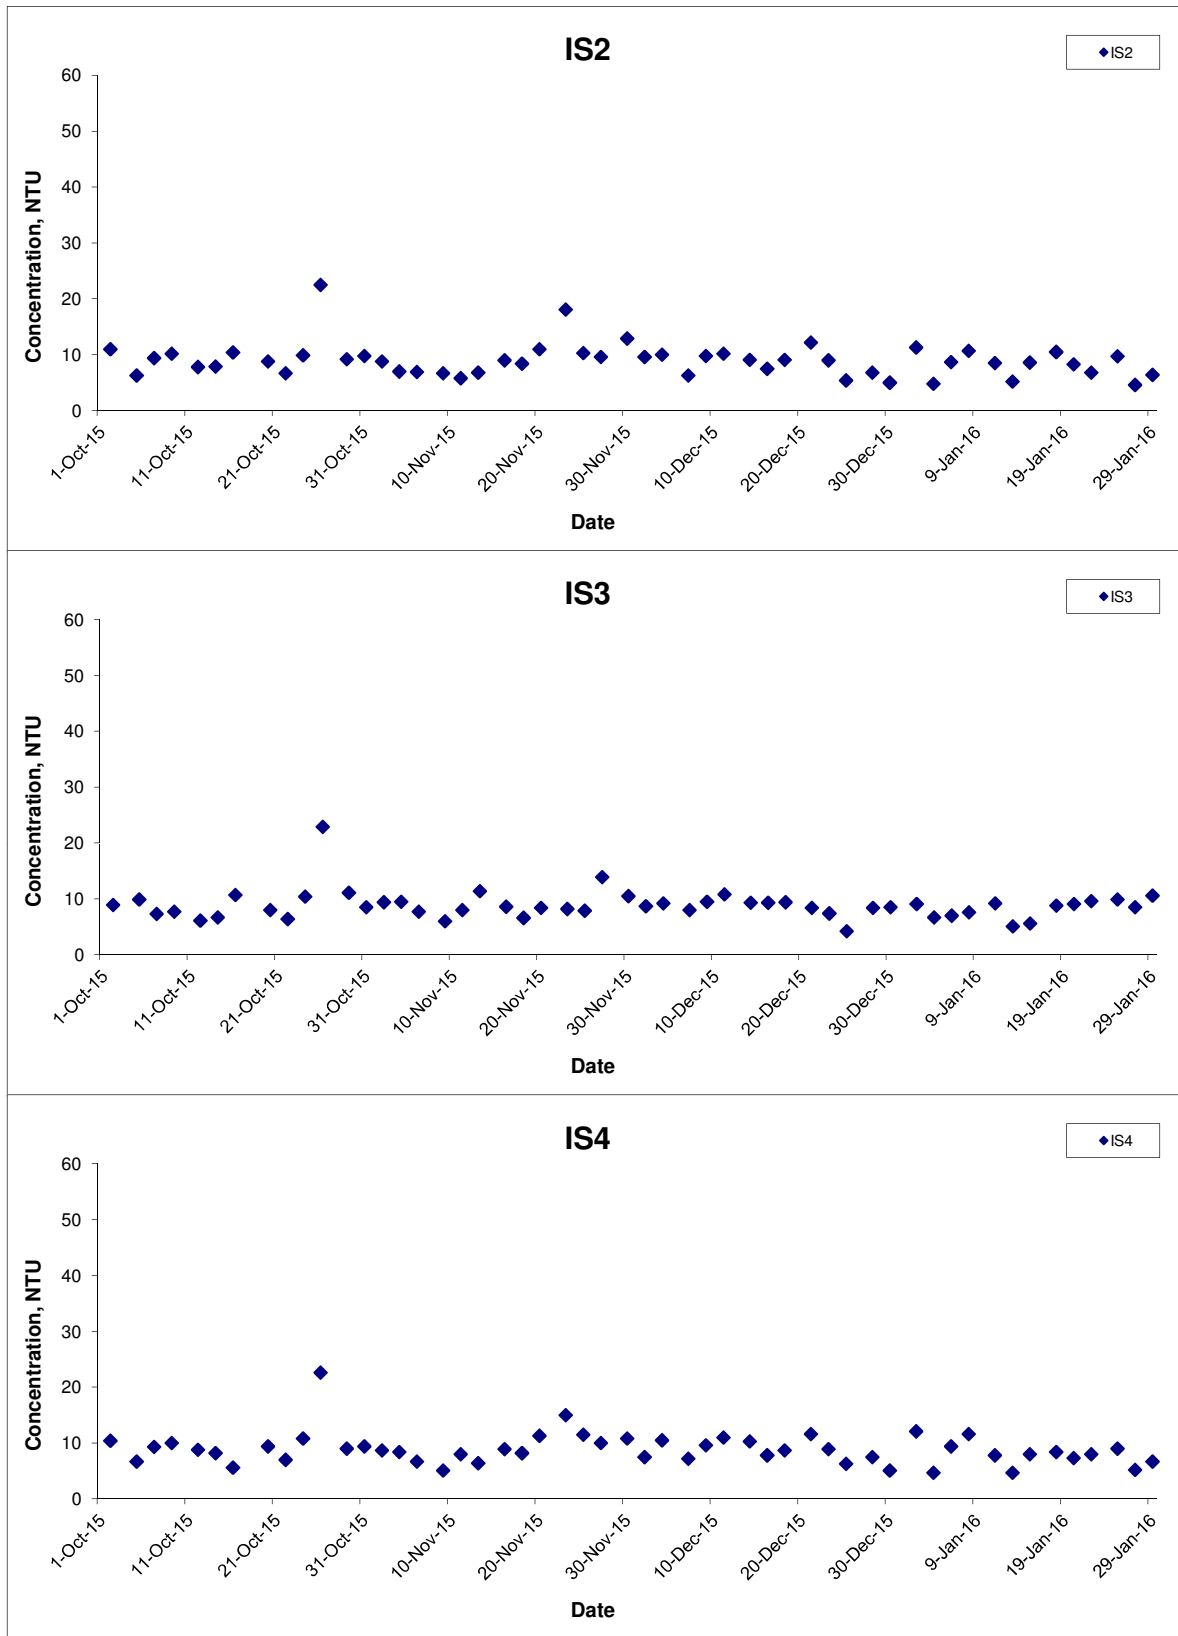 IS2
IS2
60
50
40
30
20
10
0
Concentration, NTU
1-Oct-15 11-Oct-15 21-Oct-15 31-Oct-15 10-Nov-15 20-Nov-15 30-Nov-15 10-Dec-15 20-Dec-15 30-Dec-15 9-Jan-16 19-Jan-16 29-Jan-16
Date
IS3
IS3
60
50
40
30
20
10
0
Concentration, NTU
1-Oct-15 11-Oct-15 21-Oct-15 31-Oct-15 10-Nov-15 20-Nov-15 30-Nov-15 10-Dec-15 20-Dec-15 30-Dec-15 9-Jan-16 19-Jan-16 29-Jan-16
Date
IS4
IS4
60
50
40
30
20
10
0
Concentration, NTU
1-Oct-15 11-Oct-15 21-Oct-15 31-Oct-15 10-Nov-15 20-Nov-15 30-Nov-15 10-Dec-15 20-Dec-15 30-Dec-15 9-Jan-16 19-Jan-16 29-Jan-16
Date